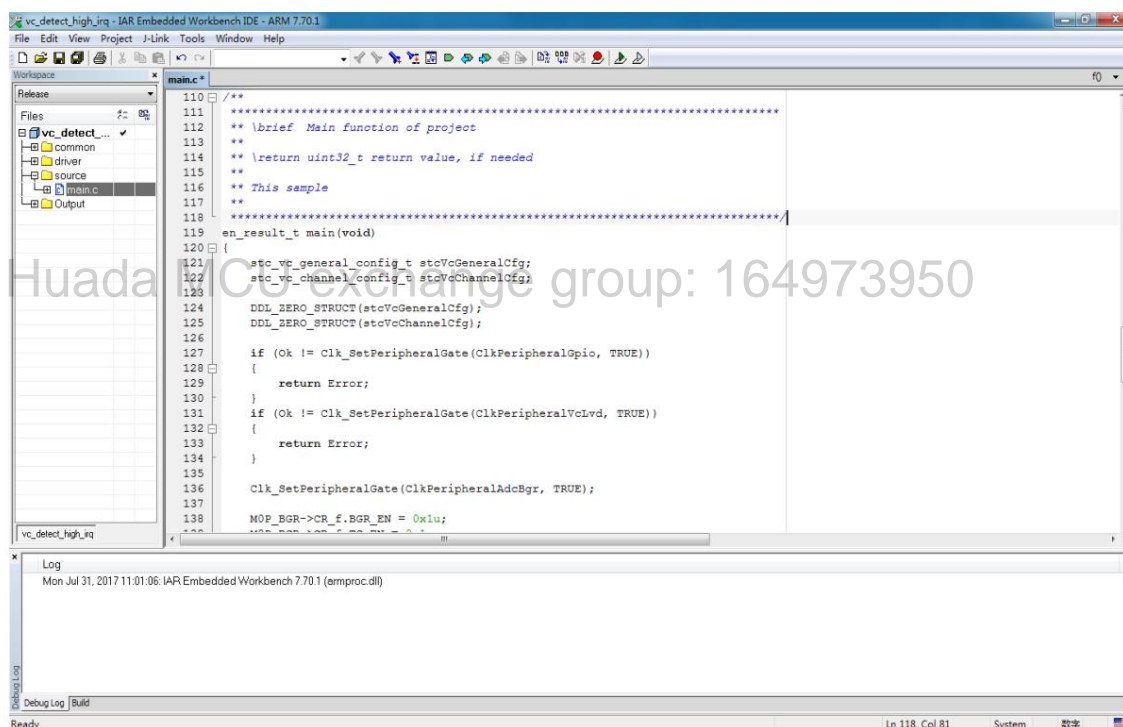 vc_detect_high_irq - IAR Embedded Workbench IDE - ARM 7.70.1
File Edit View Project J-Link Tools Window Help
Workspace
main.c *
f()
Release
Files
vc_detect_...
common
driver
source
main.c
Output
vc_detect_high_irq
110 /**
111 ******************************************************************************
112 ** \brief Main function of project
113 **
114 ** \return uint32_t return value, if needed
115 **
116 ** This sample
117 **
118 ******************************************************************************/
119 en_result_t main(void)
120 {
121 stc_vc_general_config_t stcVcGeneralCfg;
122 stc_vc_channel_config_t stcVcChannelCfg;
123
124 DDL_ZERO_STRUCT(stcVcGeneralCfg);
125 DDL_ZERO_STRUCT(stcVcChannelCfg);
126
127 if (Ok != Clk_SetPeripheralGate(ClkPeripheralGpio, TRUE))
128 {
129 return Error;
130 }
131 if (Ok != Clk_SetPeripheralGate(ClkPeripheralVcLvd, TRUE))
132 {
133 return Error;
134 }
135
136 Clk_SetPeripheralGate(ClkPeripheralAdcBgr, TRUE);
137
138 M0P_BGR->CR_f.BGR_EN = 0x1u;
Huada MCU exchange group: 164973950
Log
Mon Jul 31, 2017 11:01:06: IAR Embedded Workbench 7.70.1 (armproc.dll)
Debug Log
Debug Log Build
Ready
Ln 118, Col 81 System 数字